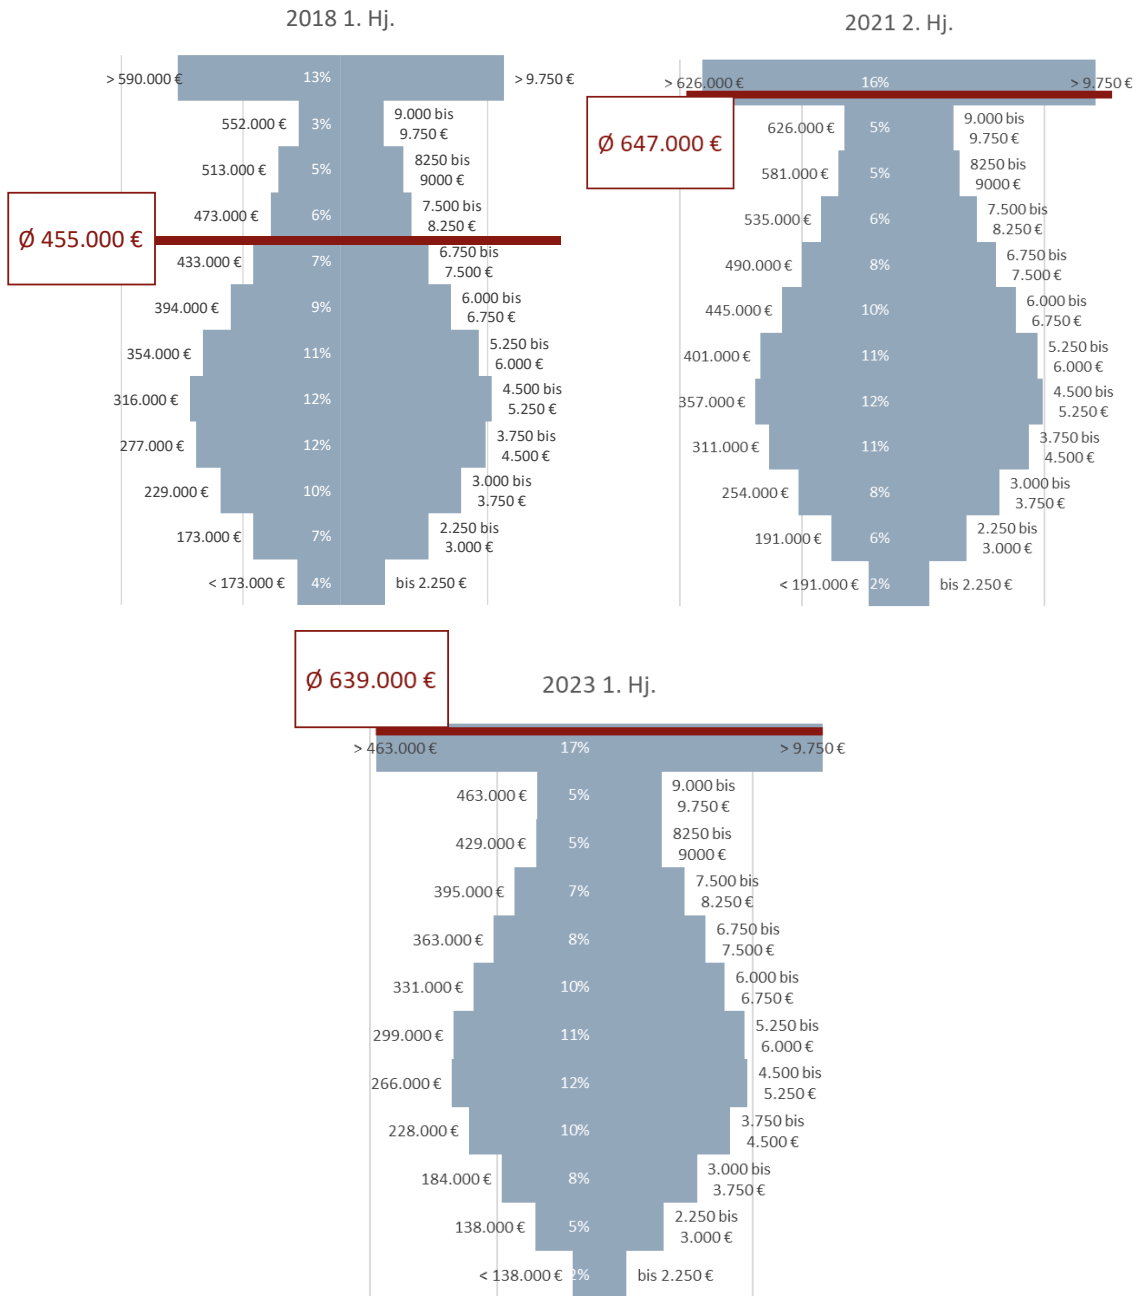 2018 1. Hj.
> 590.000 €
13%
> 9.750 €
552.000 €
3%
9.000 bis
9.750 €
513.000 €
5%
8250 bis
9000 €
473.000 €
6%
7.500 bis
8.250 €
Ø 455.000 €
433.000 €
7%
6.750 bis
7.500 €
394.000 €
9%
6.000 bis
6.750 €
354.000 €
11%
5.250 bis
6.000 €
316.000 €
12%
4.500 bis
5.250 €
277.000 €
12%
3.750 bis
4.500 €
229.000 €
10%
3.000 bis
3.750 €
173.000 €
7%
2.250 bis
3.000 €
< 173.000 €
4%
bis 2.250 €
2021 2. Hj.
> 626.000 €
16%
> 9.750 €
Ø 647.000 €
626.000 €
5%
9.000 bis
9.750 €
581.000 €
5%
8250 bis
9000 €
535.000 €
6%
7.500 bis
8.250 €
490.000 €
8%
6.750 bis
7.500 €
445.000 €
10%
6.000 bis
6.750 €
401.000 €
11%
5.250 bis
6.000 €
357.000 €
12%
4.500 bis
5.250 €
311.000 €
11%
3.750 bis
4.500 €
254.000 €
8%
3.000 bis
3.750 €
191.000 €
6%
2.250 bis
3.000 €
< 191.000 €
2%
bis 2.250 €
Ø 639.000 €
2023 1. Hj.
> 463.000 €
17%
> 9.750 €
463.000 €
5%
9.000 bis
9.750 €
429.000 €
5%
8250 bis
9000 €
395.000 €
7%
7.500 bis
8.250 €
363.000 €
8%
6.750 bis
7.500 €
331.000 €
10%
6.000 bis
6.750 €
299.000 €
11%
5.250 bis
6.000 €
266.000 €
12%
4.500 bis
5.250 €
228.000 €
10%
3.750 bis
4.500 €
184.000 €
8%
3.000 bis
3.750 €
138.000 €
5%
2.250 bis
3.000 €
< 138.000 €
2%
bis 2.250 €